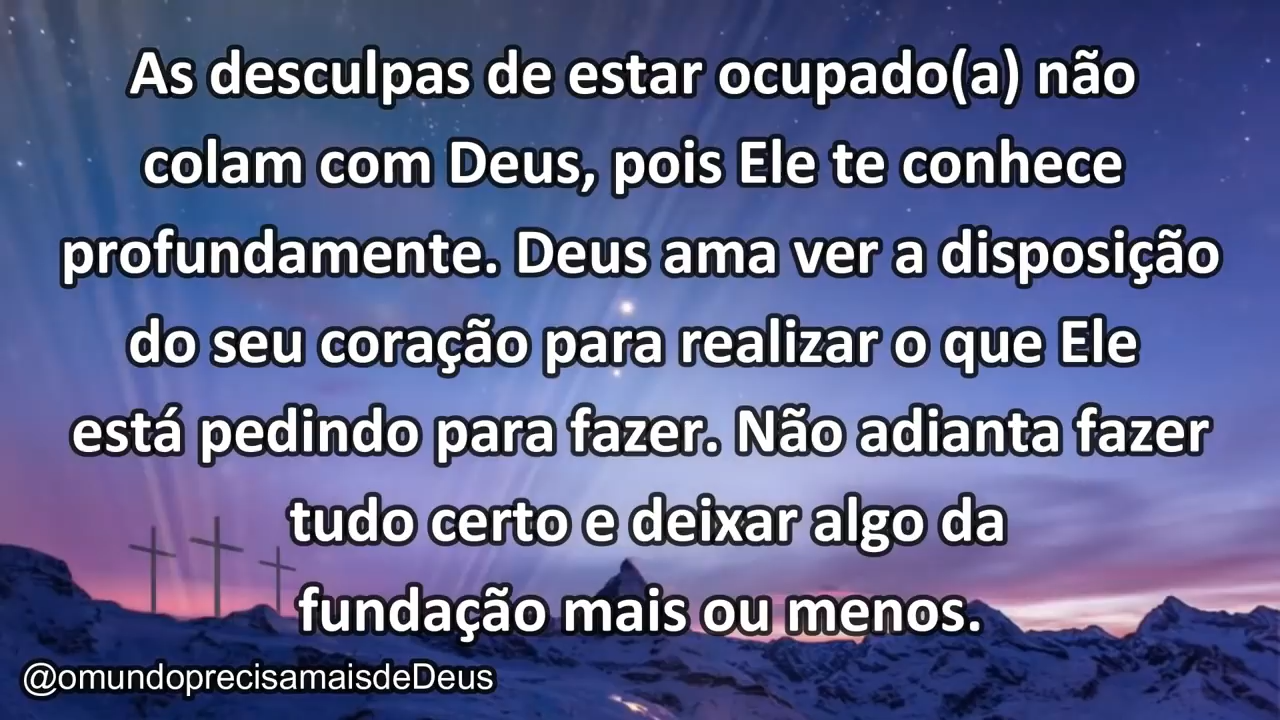 As desculpas de estar ocupado(a) não
colam com Deus, pois Ele te conhece
profundamente. Deus ama ver a disposição
do seu coração para realizar o que Ele
está pedindo para fazer. Não adianta fazer
tudo certo e deixar algo da
fundação mais ou menos.
@omundoprecisamaisdeDeus